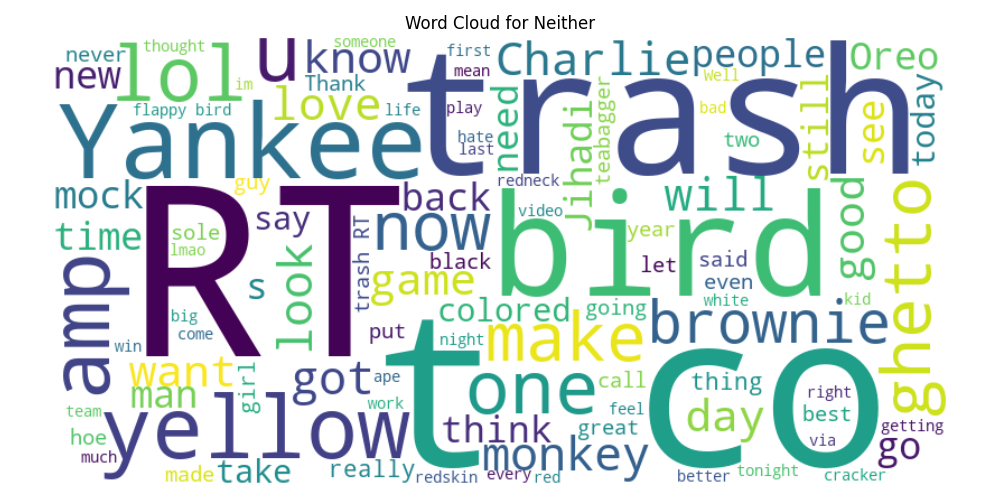 Word Cloud for Neither
never
thought
someone
first
Charlie
people
Oreo
new
lol
im
u
know
Thank
mean
Well
flappy bird
love
life
play
need
Jihadi
teabagger
bad
still
see
today
Yankee
trash
hate
last
two
mock
guy
back
redneck
will
good
ghetto
time
sole
lmao
say
RT
now
video
bird
year
amp
RT
s
look
trash RT
game
black
let
said
even
white
kid
big
come
win
put
colored
going
night
make
brownie
want
man
girl
got
ape
t co
one
call
thing
right
team
hoe
much
yellow
work
think
great
feel
day
best
via
getting
go
made
take
really
redskin
monkey
every
red
better
tonight
cracker